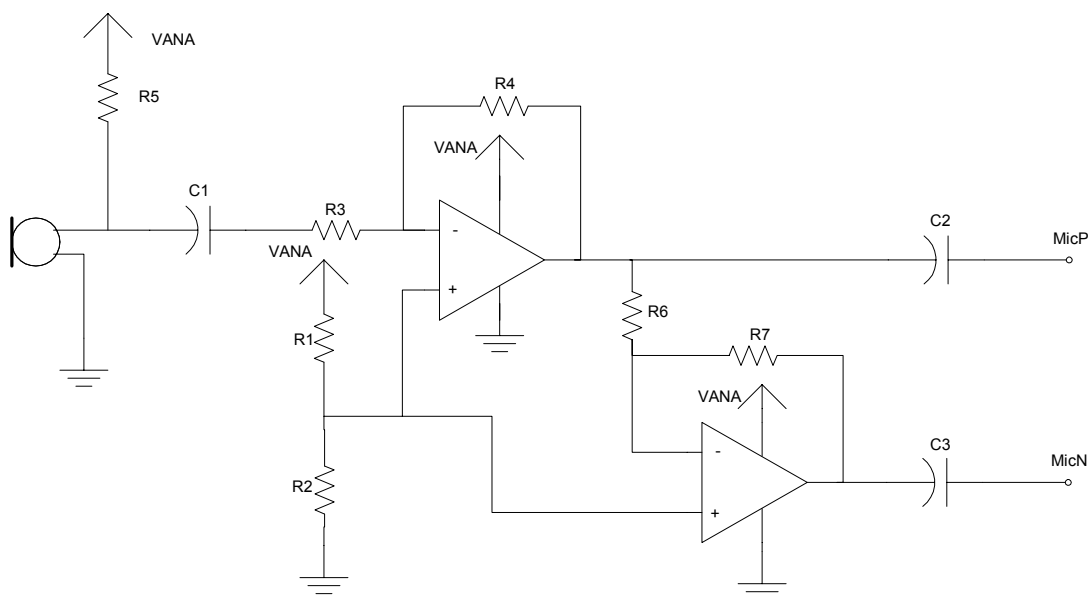 VANA
R5
R4
VANA
C1
R3
-
C2
MicP
VANA
+
R1
R6
R7
VANA
R2
-
C3
MicN
+